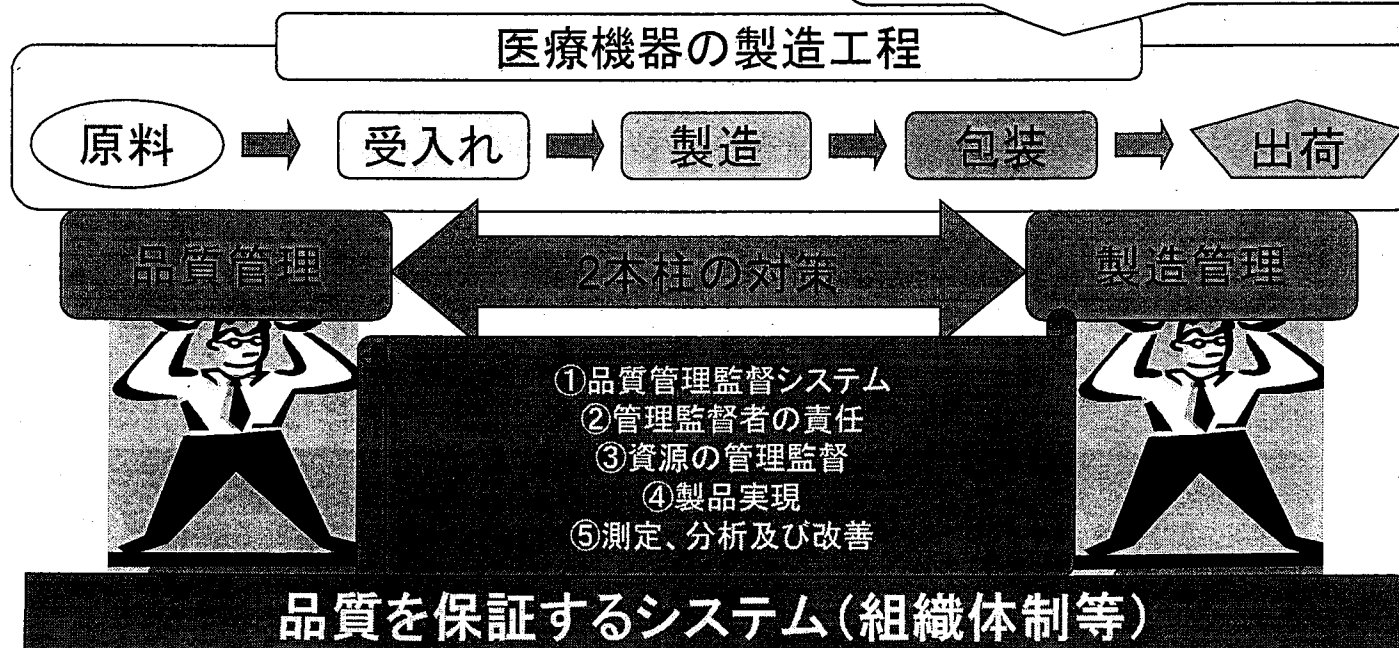 医療機器の製造工程
原料 受入れ 製造 包装 出荷
品質管理 2本柱の対策 製造管理
①品質管理監督システム
②管理監督者の責任
③資源の管理監督
④製品実現
⑤測定、分析及び改善
品質を保証するシステム(組織体制等)